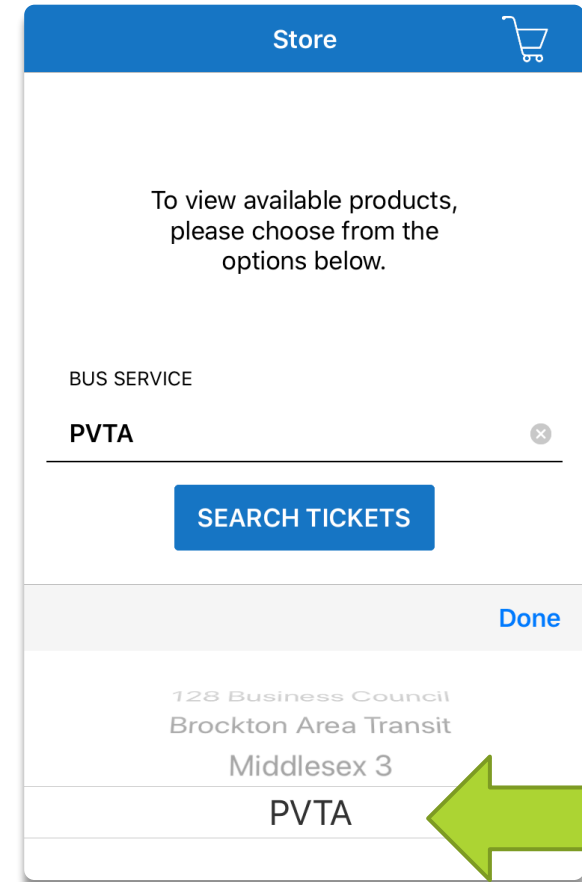 Store
To view available products,
please choose from the
options below.
BUS SERVICE
PVTA
SEARCH TICKETS
Done
128 Business Council
Brockton Area Transit
Middlesex 3
PVTA